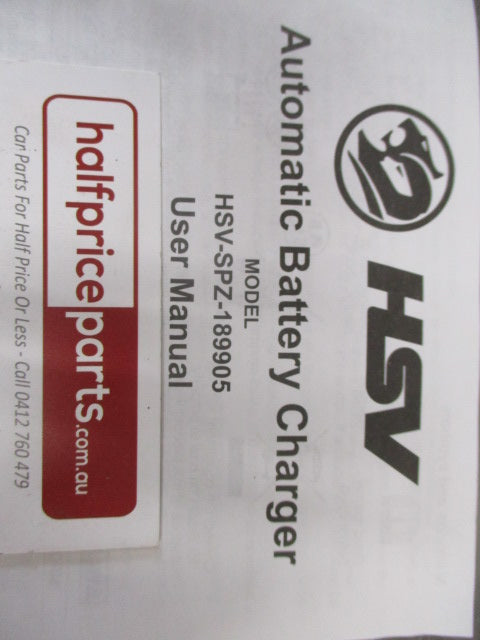 HSV
Automatic Battery Charger
MODEL
HSV-SPZ-189905
User Manual
halfpriceparts.com.au
Car Parts For Half Price Or Less - Call 0412 760 479